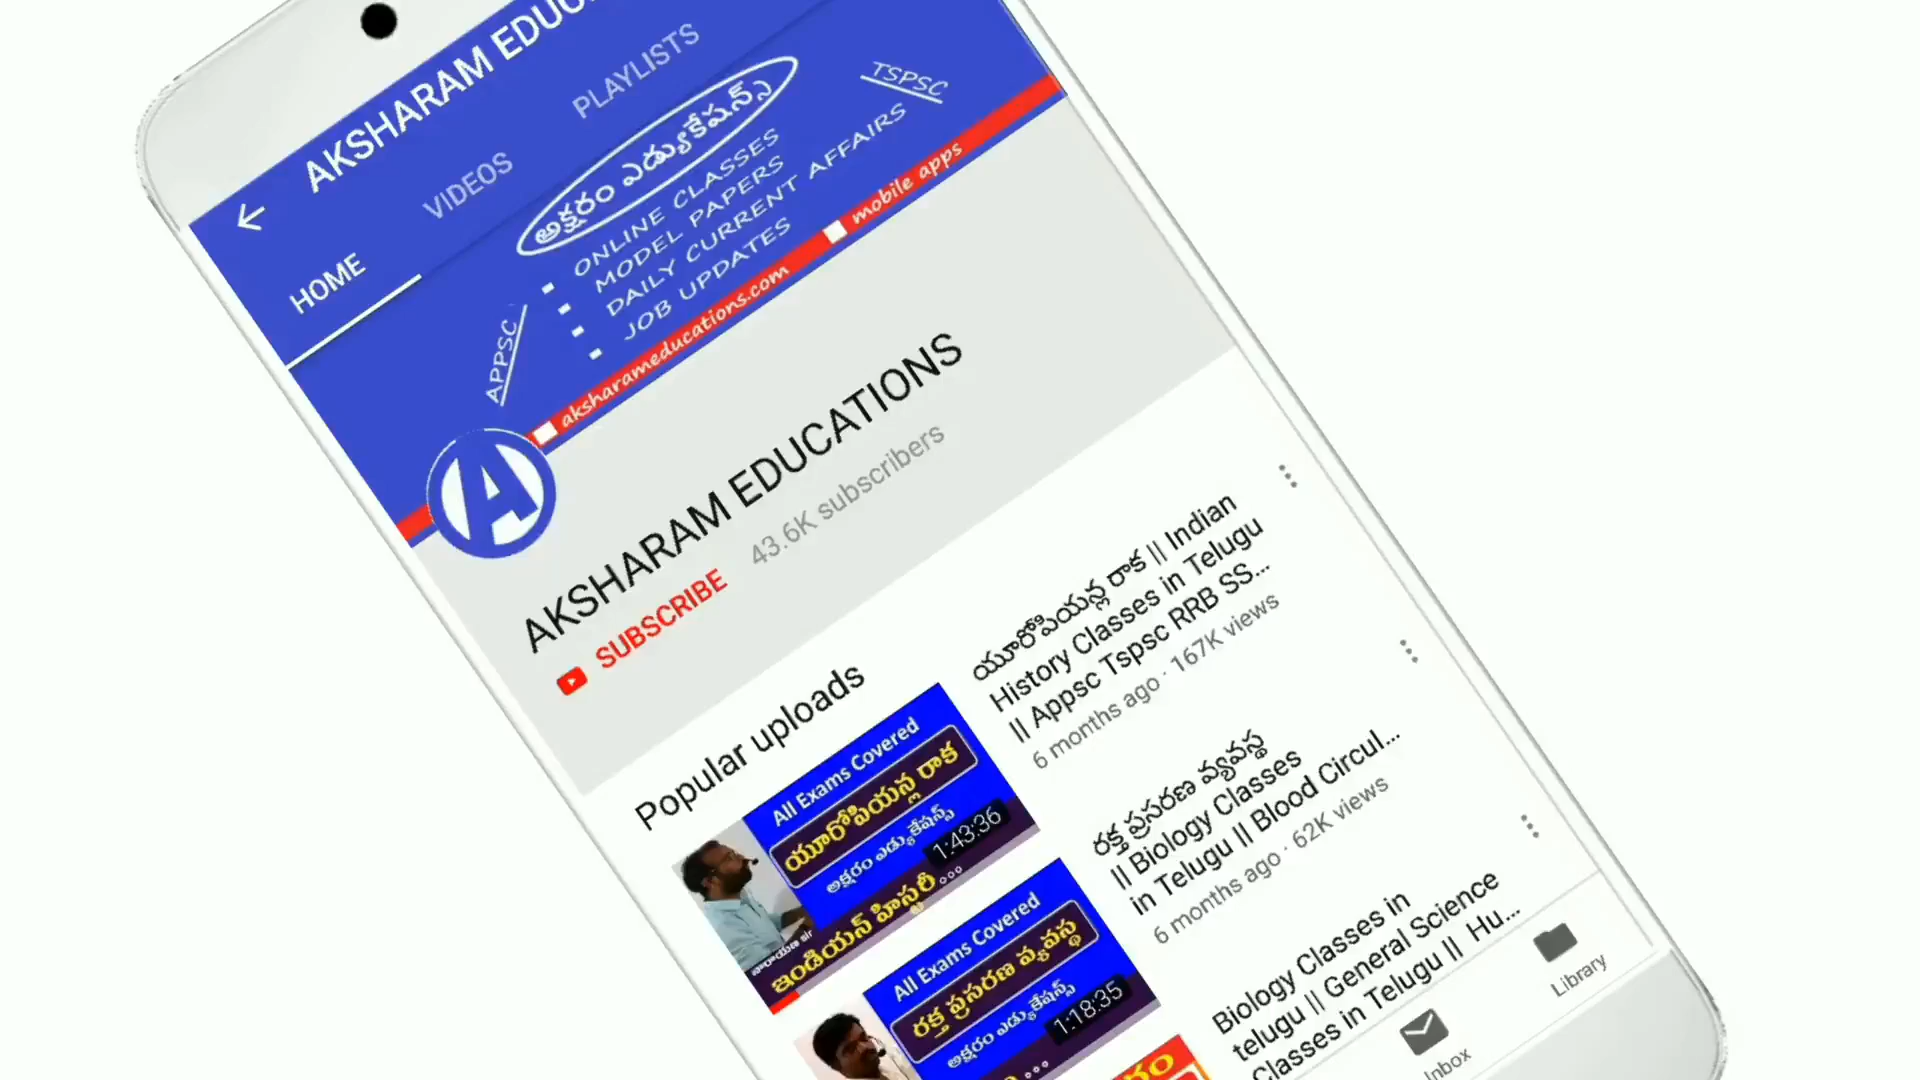 AKSHARAM EDUC
HOME
VIDEOS
PLAYLISTS
అక్షరం ఎడ్యుకేషన్స్
APPSC
TSPSC
ONLINE CLASSES
MODEL PAPERS
DAILY CURRENT AFFAIRS
JOB UPDATES
aksharameducations.com
mobile apps
A
AKSHARAM EDUCATIONS
SUBSCRIBE 43.6K subscribers
Popular uploads
All Exams Covered
యూరోపియన్ల రాక
అక్షరం ఎడ్యుకేషన్స్
1:43:36
నారాయణ sir
ఇండియన్ హిస్టరీ...
యూరోపియన్ల రాక || Indian
History Classes in Telugu
|| Appsc Tspsc RRB SS...
6 months ago · 167K views
All Exams Covered
రక్త ప్రసరణ వ్యవస్థ
అక్షరం ఎడ్యుకేషన్స్
1:18:35
రక్త ప్రసరణ వ్యవస్థ
|| Biology Classes
in Telugu || Blood Circul...
6 months ago · 62K views
Biology Classes in
telugu || General Science
Classes in Telugu || Hu...
Inbox
Library